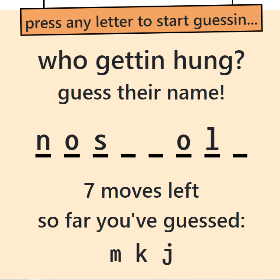 press any letter to start guessin...
who gettin hung?
guess their name!
n o s _ _ o l _
7 moves left
so far you've guessed:
m k j